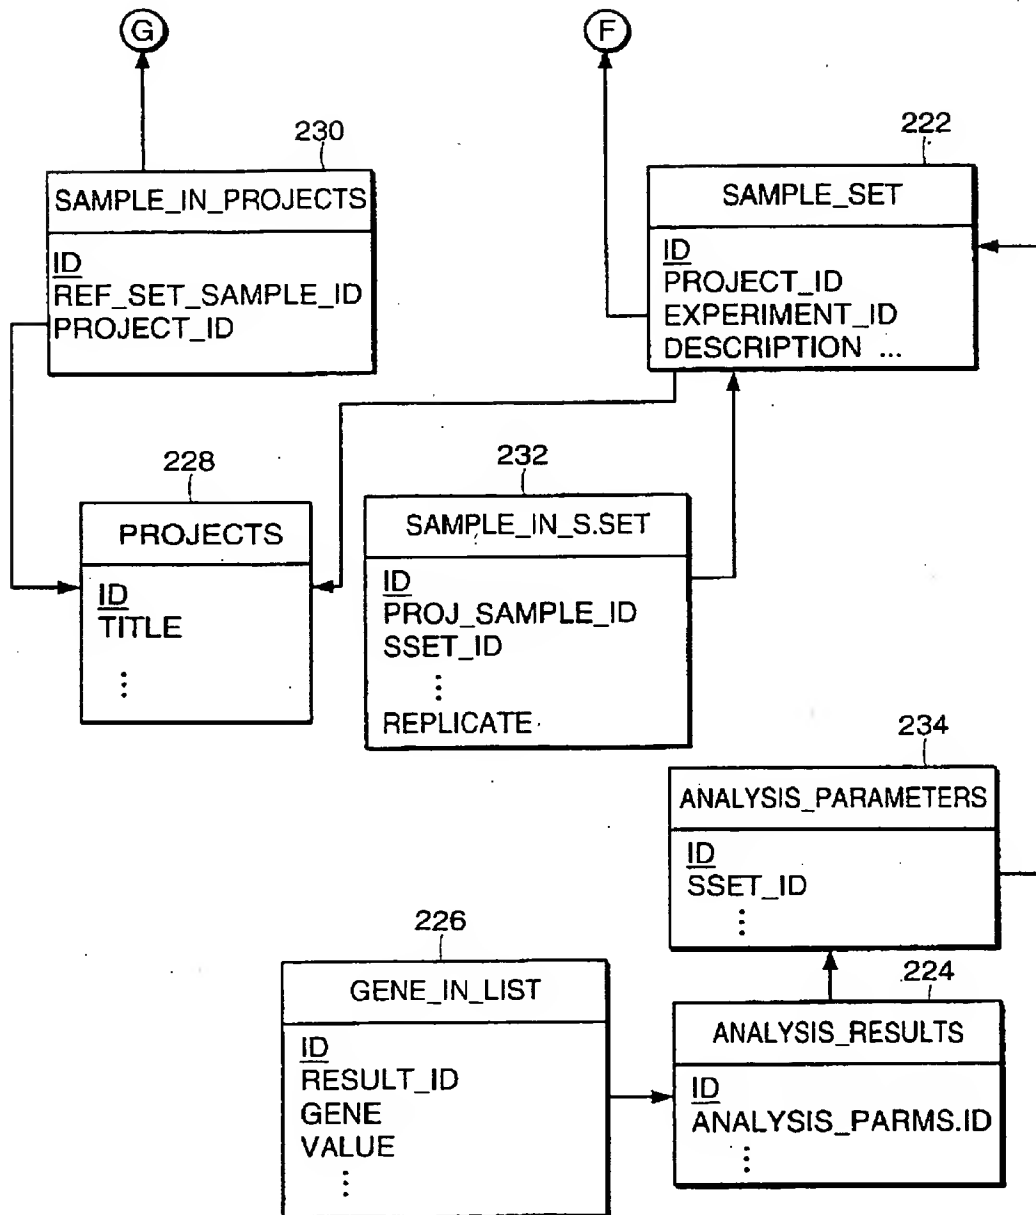 G
F
230
SAMPLE_IN_PROJECTS
ID
REF_SET_SAMPLE_ID
PROJECT_ID
222
SAMPLE_SET
ID
PROJECT_ID
EXPERIMENT_ID
DESCRIPTION ...
228
PROJECTS
ID
TITLE
⋮
232
SAMPLE_IN_S.SET
ID
PROJ_SAMPLE_ID
SSET_ID
⋮
REPLICATE
234
ANALYSIS_PARAMETERS
ID
SSET_ID
⋮
226
GENE_IN_LIST
ID
RESULT_ID
GENE
VALUE
⋮
224
ANALYSIS_RESULTS
ID
ANALYSIS_PARMS.ID
⋮